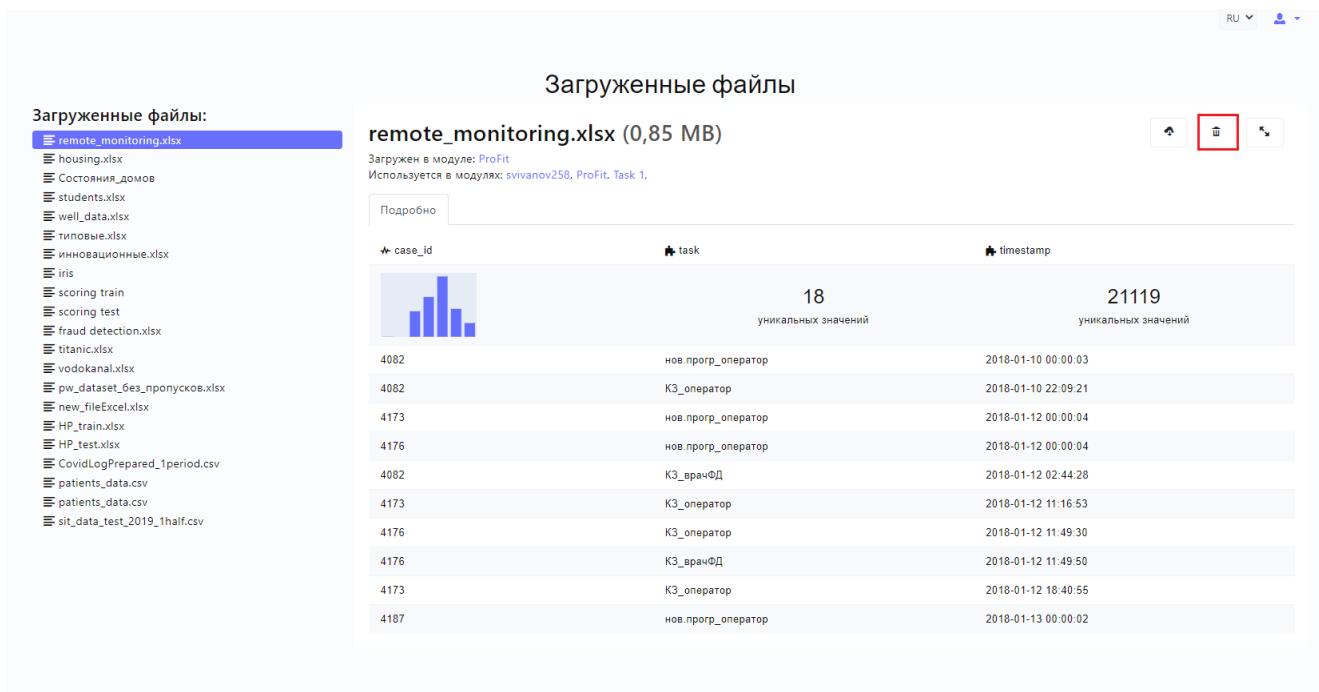 RU
Загруженные файлы
Загруженные файлы:
remote_monitoring.xlsx
housing.xlsx
Состояния_домов
students.xlsx
well_data.xlsx
типовые.xlsx
инновационные.xlsx
iris
scoring train
scoring test
fraud detection.xlsx
titanic.xlsx
vodokanal.xlsx
pw_dataset_без_пропусков.xlsx
new_fileExcel.xlsx
HP_train.xlsx
HP_test.xlsx
CovidLogPrepared_1period.csv
patients_data.csv
patients_data.csv
sit_data_test_2019_1half.csv
remote_monitoring.xlsx (0,85 MB)
Загружен в модуле: ProFit
Используется в модулях: svivanov258, ProFit, Task 1,
Подробно
case_id task timestamp
18 21119
уникальных значений уникальных значений
4082 нов.прогр_оператор 2018-01-10 00:00:03
4082 КЗ_оператор 2018-01-10 22:09:21
4173 нов.прогр_оператор 2018-01-12 00:00:04
4176 нов.прогр_оператор 2018-01-12 00:00:04
4082 КЗ_врачФД 2018-01-12 02:44:28
4173 КЗ_оператор 2018-01-12 11:16:53
4176 КЗ_оператор 2018-01-12 11:49:30
4176 КЗ_врачФД 2018-01-12 11:49:50
4173 КЗ_оператор 2018-01-12 18:40:55
4187 нов.прогр_оператор 2018-01-13 00:00:02